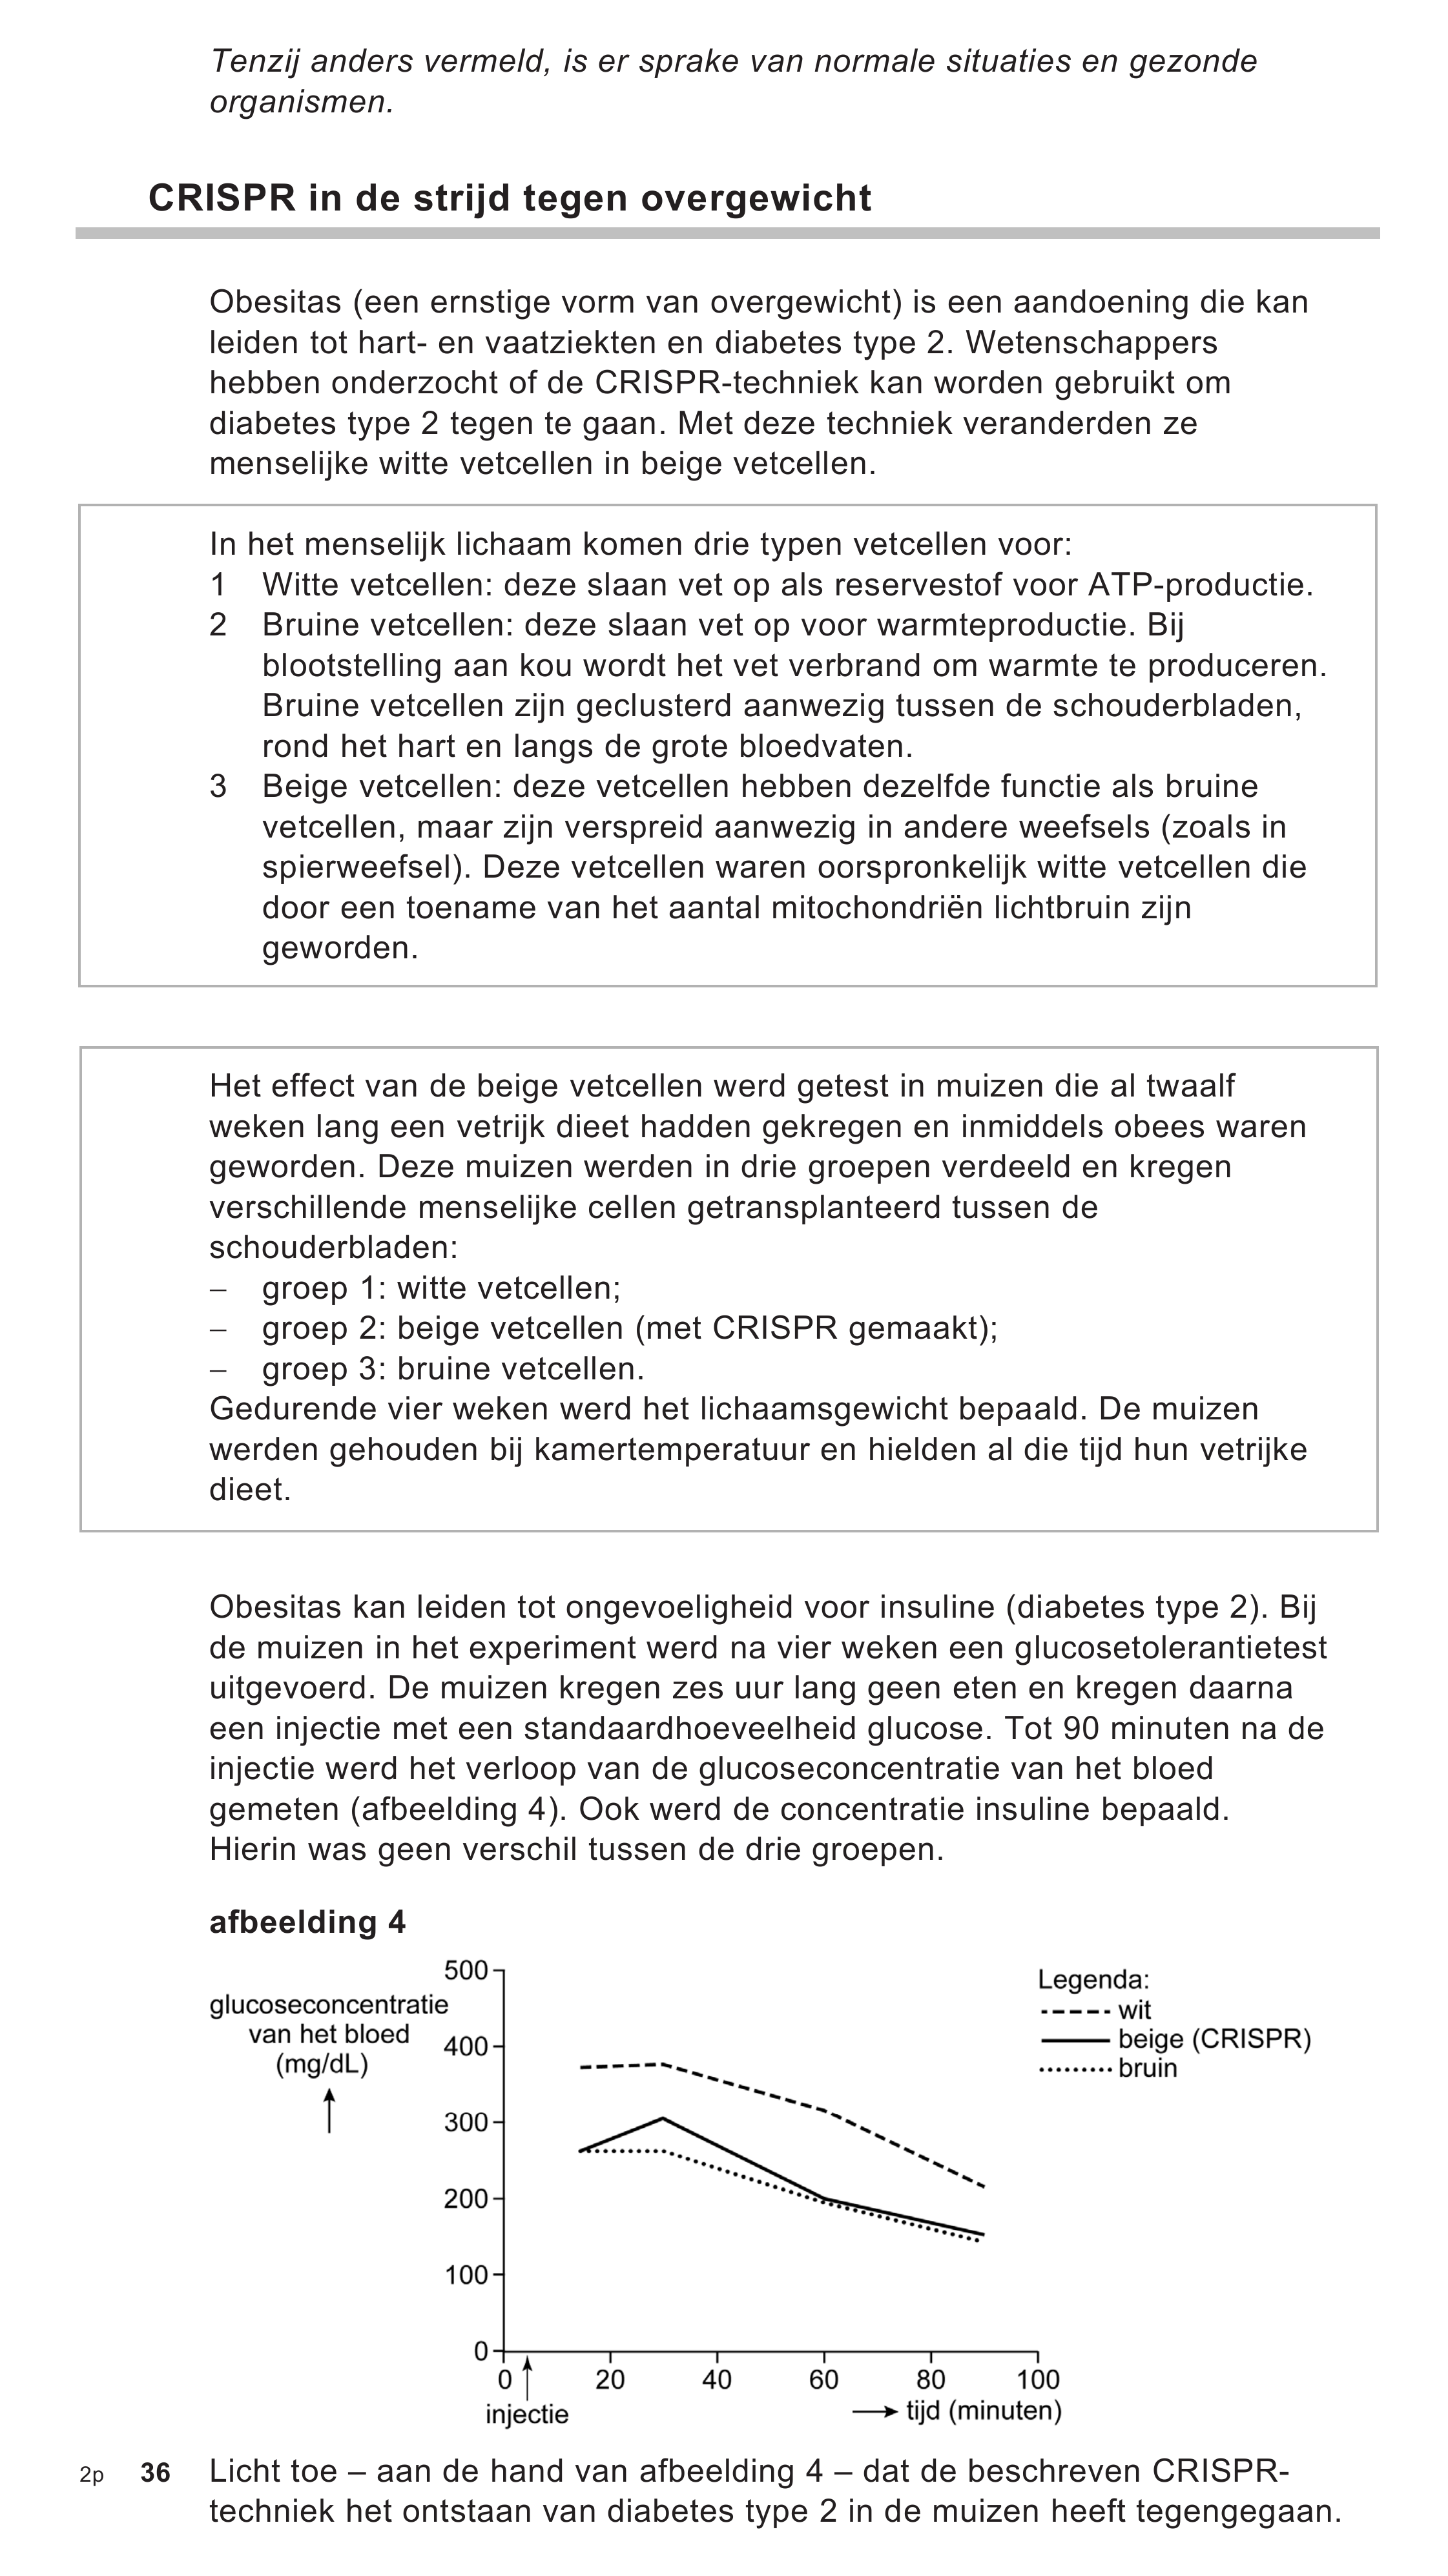 Tenzij anders vermeld, is er sprake van normale situaties en gezonde
organismen.
CRISPR in de strijd tegen overgewicht
Obesitas (een ernstige vorm van overgewicht) is een aandoening die kan
leiden tot hart- en vaatziekten en diabetes type 2. Wetenschappers
hebben onderzocht of de CRISPR-techniek kan worden gebruikt om
diabetes type 2 tegen te gaan. Met deze techniek veranderden ze
menselijke witte vetcellen in beige vetcellen.
In het menselijk lichaam komen drie typen vetcellen voor:
1 Witte vetcellen: deze slaan vet op als reservestof voor ATP-productie.
2 Bruine vetcellen: deze slaan vet op voor warmteproductie. Bij
blootstelling aan kou wordt het vet verbrand om warmte te produceren.
Bruine vetcellen zijn geclusterd aanwezig tussen de schouderbladen,
rond het hart en langs de grote bloedvaten.
3 Beige vetcellen: deze vetcellen hebben dezelfde functie als bruine
vetcellen, maar zijn verspreid aanwezig in andere weefsels (zoals in
spierweefsel). Deze vetcellen waren oorspronkelijk witte vetcellen die
door een toename van het aantal mitochondriën lichtbruin zijn
geworden.
Het effect van de beige vetcellen werd getest in muizen die al twaalf
weken lang een vetrijk dieet hadden gekregen en inmiddels obees waren
geworden. Deze muizen werden in drie groepen verdeeld en kregen
verschillende menselijke cellen getransplanteerd tussen de
schouderbladen:
– groep 1: witte vetcellen;
– groep 2: beige vetcellen (met CRISPR gemaakt);
– groep 3: bruine vetcellen.
Gedurende vier weken werd het lichaamsgewicht bepaald. De muizen
werden gehouden bij kamertemperatuur en hielden al die tijd hun vetrijke
dieet.
Obesitas kan leiden tot ongevoeligheid voor insuline (diabetes type 2). Bij
de muizen in het experiment werd na vier weken een glucosetolerantietest
uitgevoerd. De muizen kregen zes uur lang geen eten en kregen daarna
een injectie met een standaardhoeveelheid glucose. Tot 90 minuten na de
injectie werd het verloop van de glucoseconcentratie van het bloed
gemeten (afbeelding 4). Ook werd de concentratie insuline bepaald.
Hierin was geen verschil tussen de drie groepen.
afbeelding 4
glucoseconcentratie
van het bloed
(mg/dL)
500
400
300
200
100
0
Legenda:
wit
beige (CRISPR)
bruin
0 20 40 60 80 100
injectie
tijd (minuten)
2p 36 Licht toe – aan de hand van afbeelding 4 – dat de beschreven CRISPR-
techniek het ontstaan van diabetes type 2 in de muizen heeft tegengegaan.